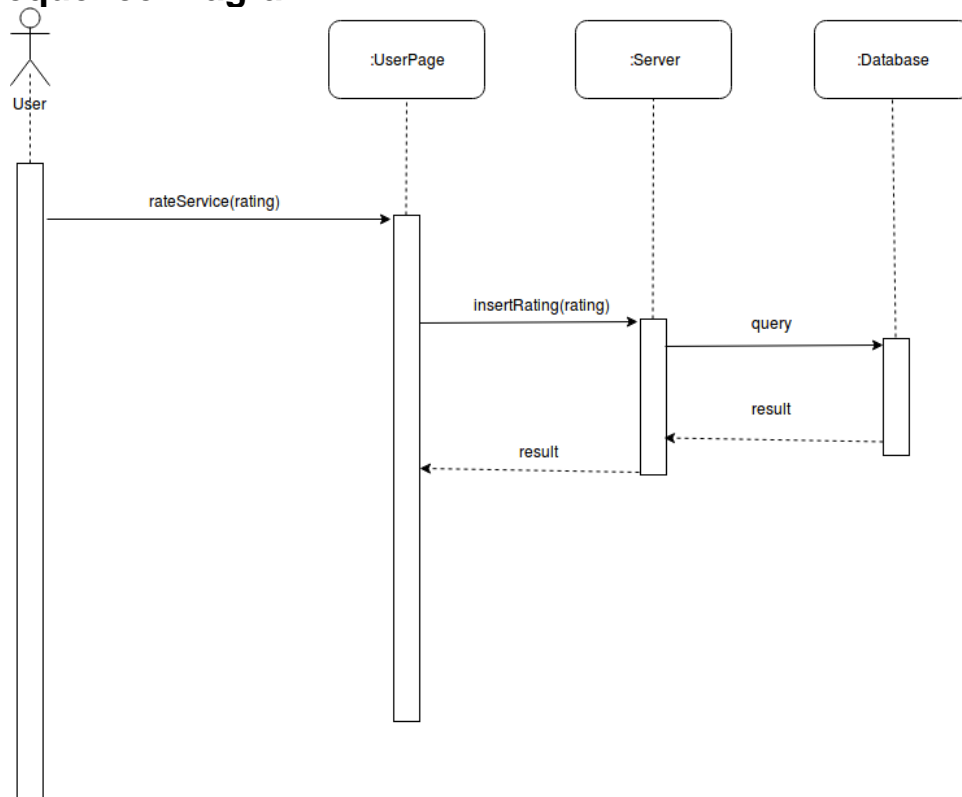 :UserPage
:Server
:Database
User
rateService(rating)
insertRating(rating)
query
result
result